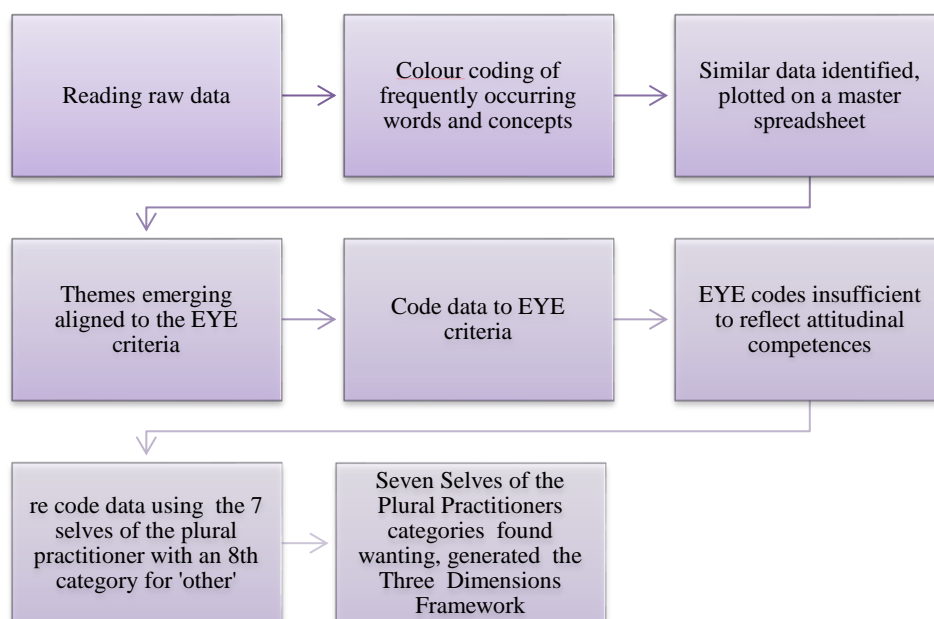 Reading raw data
Colour coding of
frequently occurring
words and concepts
Similar data identified,
plotted on a master
spreadsheet
Themes emerging
aligned to the EYE
criteria
Code data to EYE
criteria
EYE codes insufficient
to reflect attitudinal
competences
re code data using the 7
selves of the plural
practitioner with an 8th
category for 'other'
Seven Selves of the
Plural Practitioners
categories found
wanting, generated the
Three Dimensions
Framework